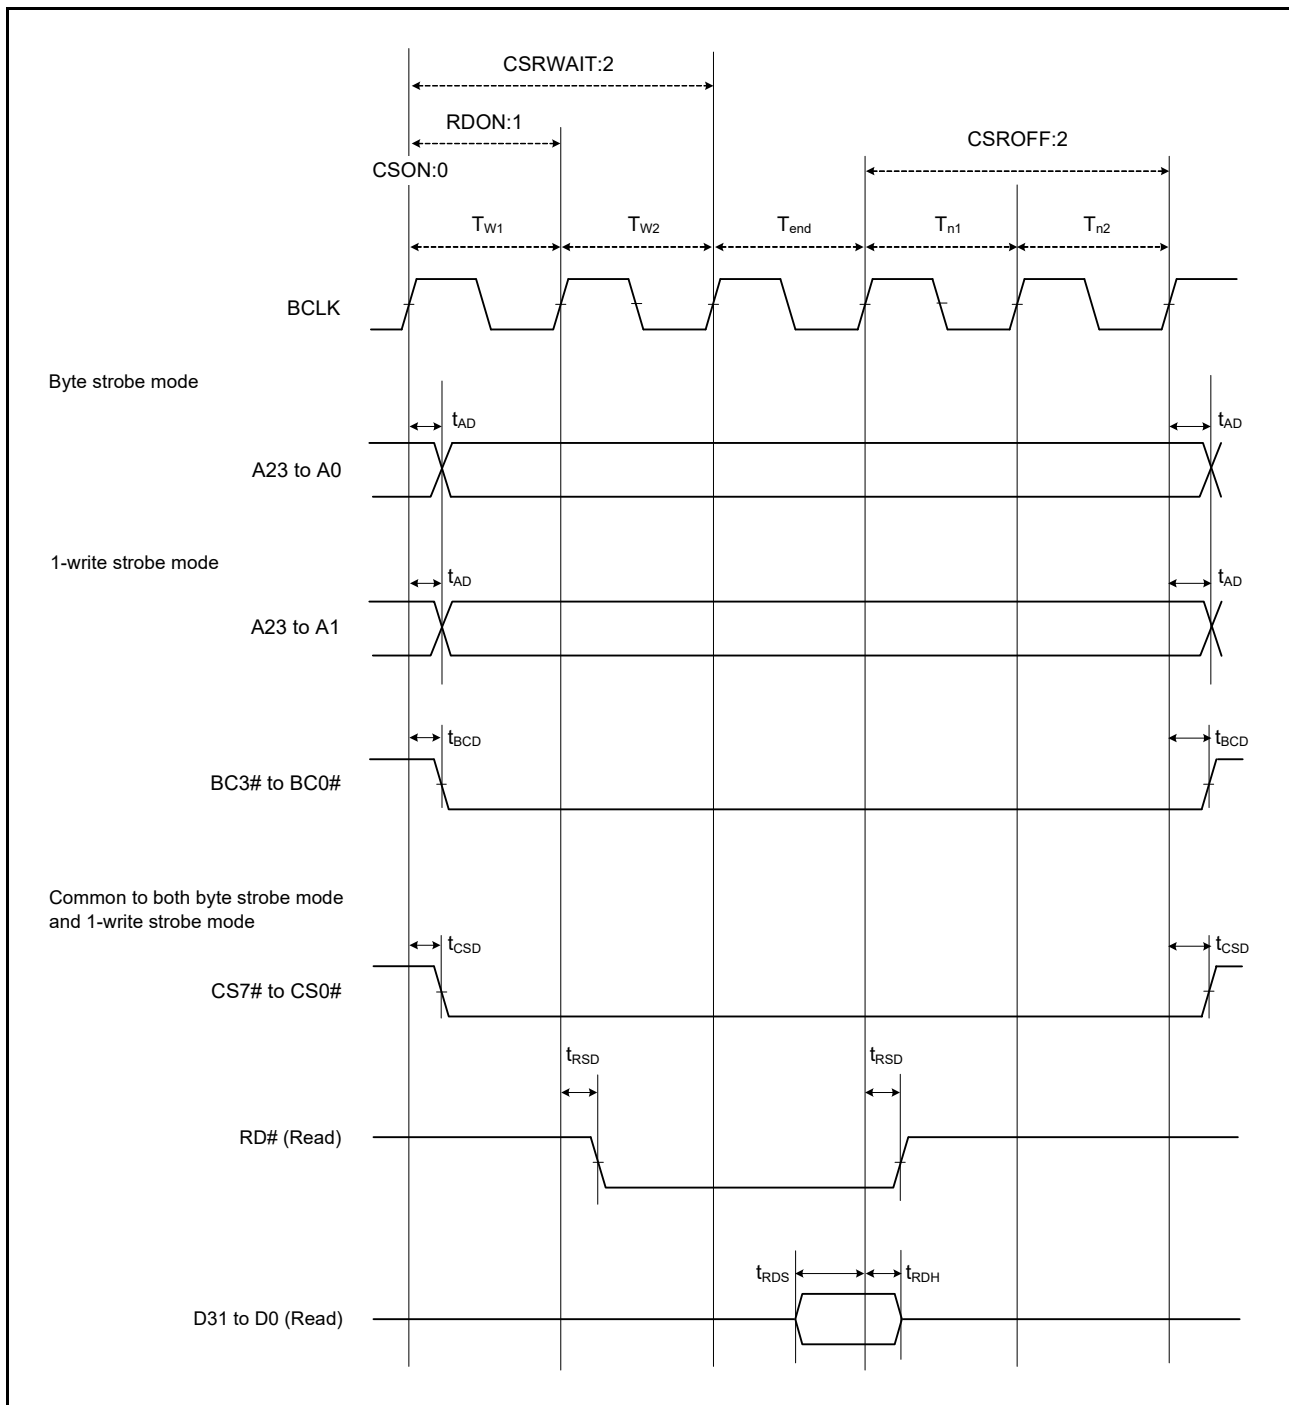 CSRWAIT:2
RDON:1
CSROFF:2
CSON:0
TW1
TW2
Tend
Tn1
Tn2
BCLK
Byte strobe mode
tAD
tAD
A23 to A0
1-write strobe mode
tAD
tAD
A23 to A1
tBCD
tBCD
BC3# to BC0#
Common to both byte strobe mode
and 1-write strobe mode
tCSD
tCSD
CS7# to CS0#
tRSD
tRSD
RD# (Read)
tRDS
tRDH
D31 to D0 (Read)